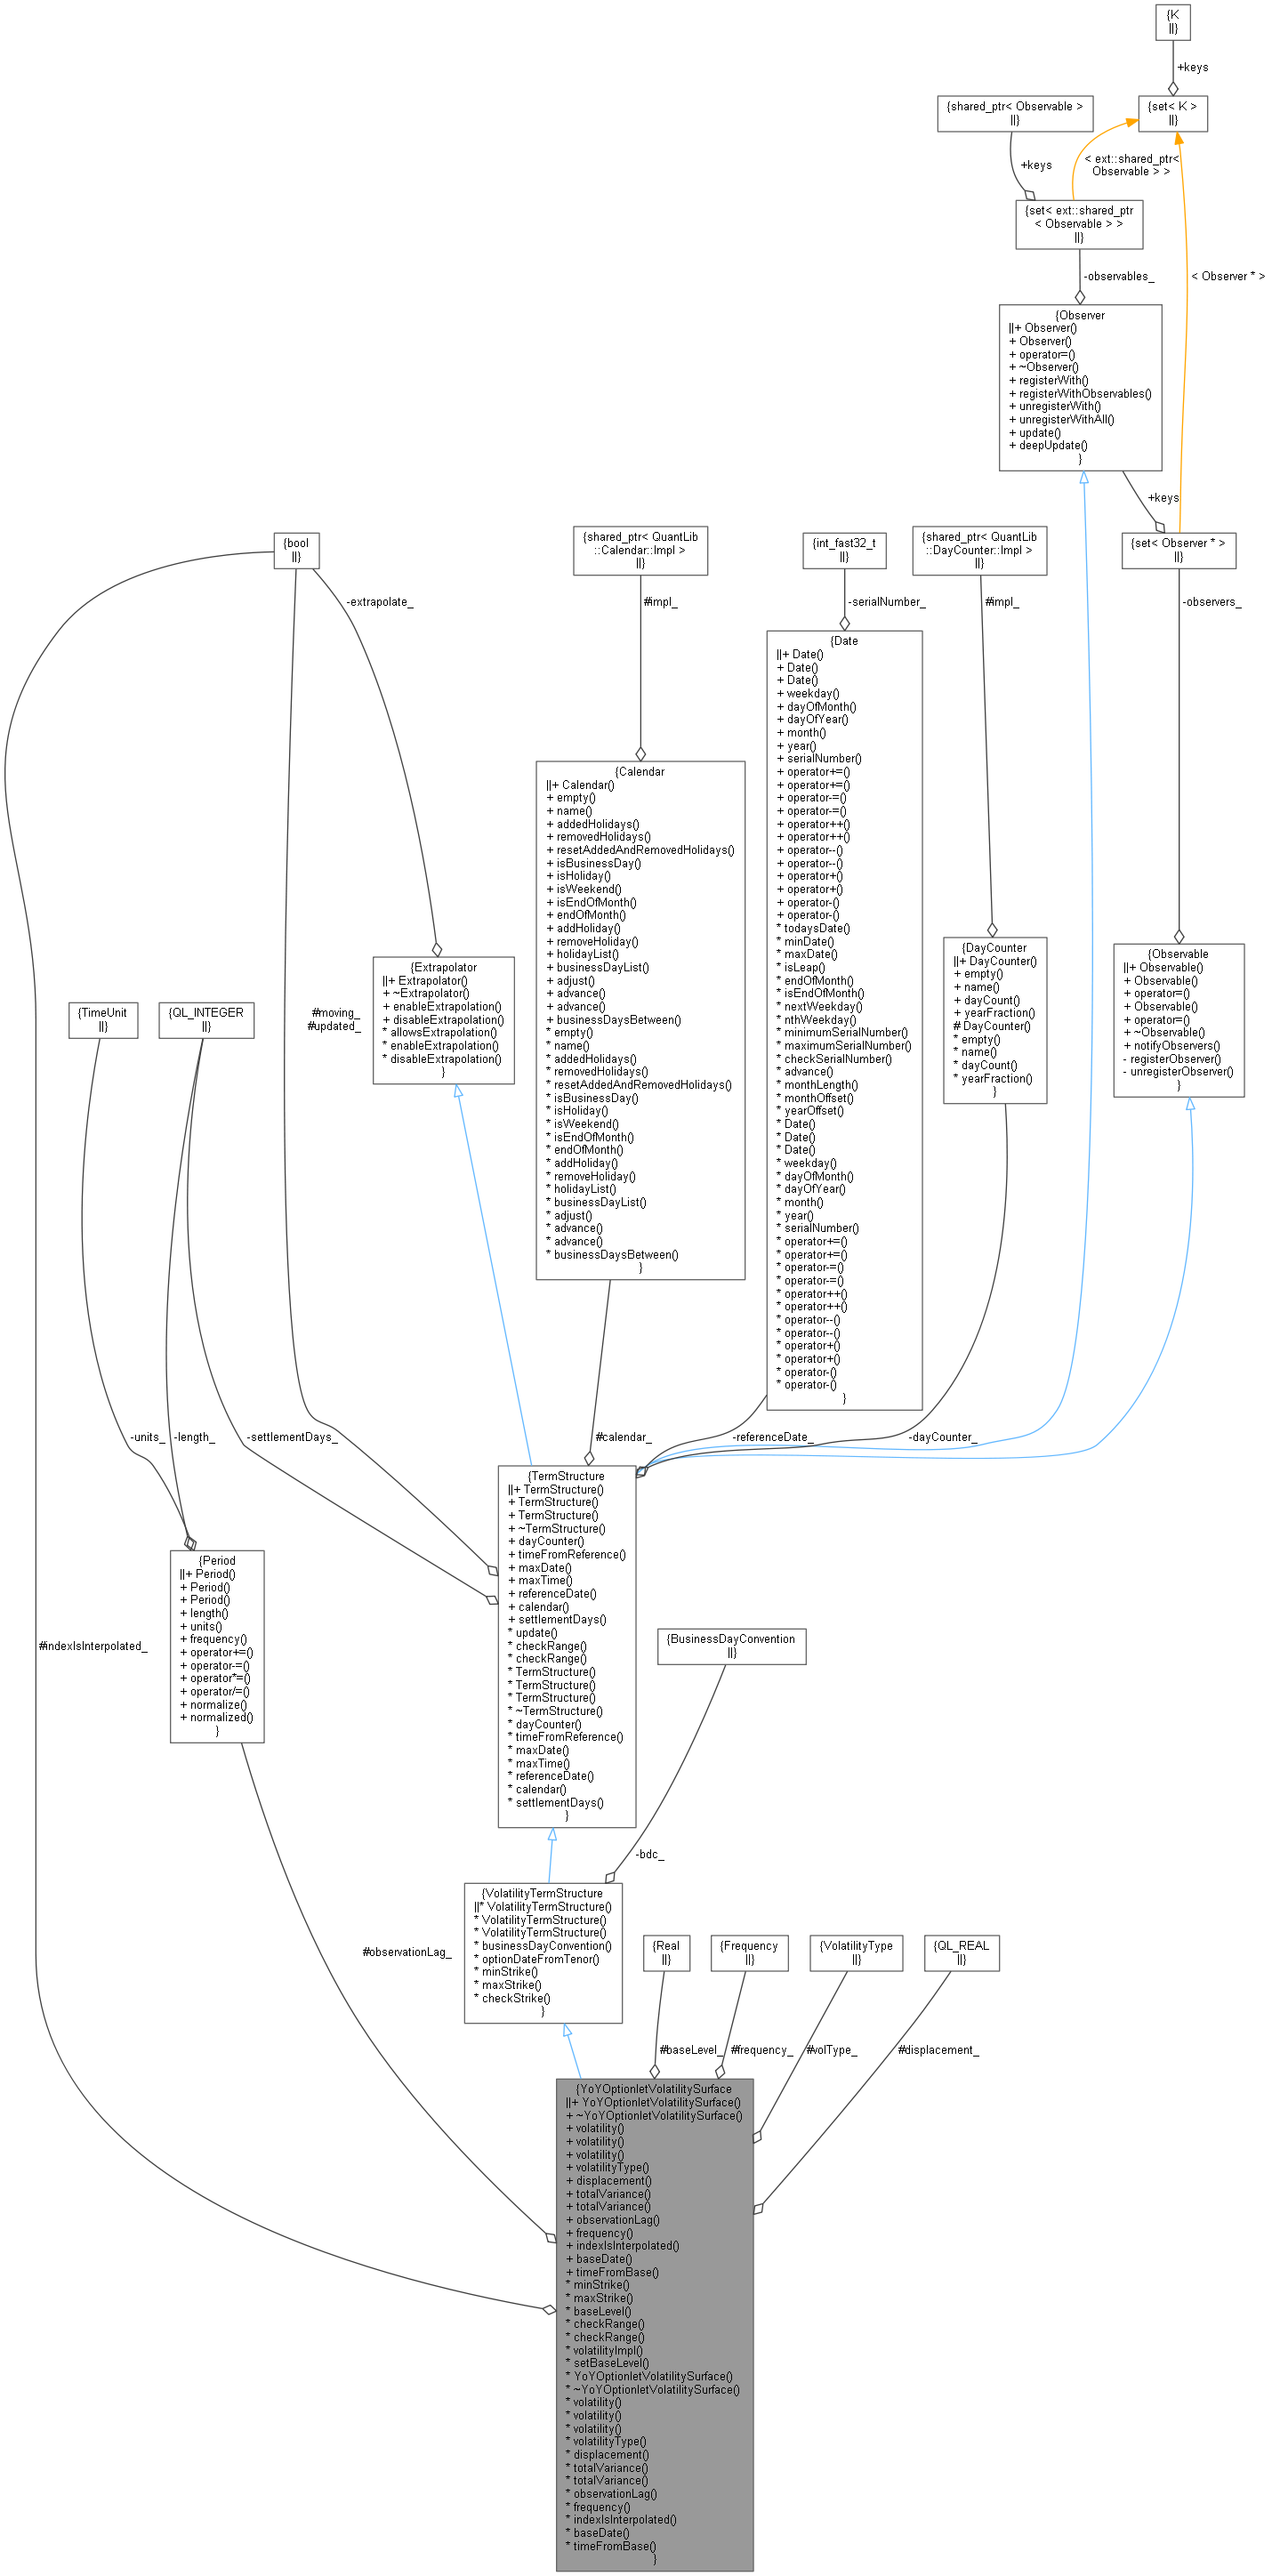 {K
||}
+keys
{shared_ptr< Observable >
||}
{set< K >
||}
+keys
< ext::shared_ptr<
Observable > >
{set< ext::shared_ptr
< Observable > >
||}
-observables_
< Observer * >
{Observer
||+ Observer()
+ Observer()
+ operator=()
+ ~Observer()
+ registerWith()
+ registerWithObservables()
+ unregisterWith()
+ unregisterWithAll()
+ update()
+ deepUpdate()
}
+keys
{bool
||}
{shared_ptr< QuantLib
::Calendar::Impl >
||}
{int_fast32_t
||}
{shared_ptr< QuantLib
::DayCounter::Impl >
||}
{set< Observer * >
||}
-extrapolate_
#impl_
-serialNumber_
#impl_
-observers_
{Date
||+ Date()
+ Date()
+ Date()
+ weekday()
+ dayOfMonth()
+ dayOfYear()
+ month()
+ year()
+ serialNumber()
+ operator+=()
+ operator+=()
+ operator-=()
+ operator-=()
+ operator++()
+ operator++()
+ operator--()
+ operator--()
+ operator+()
+ operator+()
+ operator-()
+ operator-()
* todaysDate()
* minDate()
* maxDate()
* isLeap()
* endOfMonth()
* isEndOfMonth()
* nextWeekday()
* nthWeekday()
* minimumSerialNumber()
* maximumSerialNumber()
* checkSerialNumber()
* advance()
* monthLength()
* monthOffset()
* yearOffset()
* Date()
* Date()
* Date()
* weekday()
* dayOfMonth()
* dayOfYear()
* month()
* year()
* serialNumber()
* operator+=()
* operator+=()
* operator-=()
* operator-=()
* operator++()
* operator++()
* operator--()
* operator--()
* operator+()
* operator+()
* operator-()
* operator-()
}
{Calendar
||+ Calendar()
+ empty()
+ name()
+ addedHolidays()
+ removedHolidays()
+ resetAddedAndRemovedHolidays()
+ isBusinessDay()
+ isHoliday()
+ isWeekend()
+ isEndOfMonth()
+ endOfMonth()
+ addHoliday()
+ removeHoliday()
+ holidayList()
+ businessDayList()
+ adjust()
+ advance()
+ advance()
+ businessDaysBetween()
* empty()
* name()
* addedHolidays()
* removedHolidays()
* resetAddedAndRemovedHolidays()
* isBusinessDay()
* isHoliday()
* isWeekend()
* isEndOfMonth()
* endOfMonth()
* addHoliday()
* removeHoliday()
* holidayList()
* businessDayList()
* adjust()
* advance()
* advance()
* businessDaysBetween()
}
{DayCounter
||+ DayCounter()
+ empty()
+ name()
+ dayCount()
+ yearFraction()
# DayCounter()
* empty()
* name()
* dayCount()
* yearFraction()
}
{Observable
||+ Observable()
+ Observable()
+ operator=()
+ Observable()
+ operator=()
+ ~Observable()
+ notifyObservers()
- registerObserver()
- unregisterObserver()
}
{Extrapolator
||+ Extrapolator()
+ ~Extrapolator()
+ enableExtrapolation()
+ disableExtrapolation()
* allowsExtrapolation()
* enableExtrapolation()
* disableExtrapolation()
}
{TimeUnit
||}
{QL_INTEGER
||}
#moving_
#updated_
-units_
-length_
-settlementDays_
#calendar_
-referenceDate_
-dayCounter_
{TermStructure
||+ TermStructure()
+ TermStructure()
+ TermStructure()
+ ~TermStructure()
+ dayCounter()
+ timeFromReference()
+ maxDate()
+ maxTime()
+ referenceDate()
+ calendar()
+ settlementDays()
* update()
* checkRange()
* checkRange()
* TermStructure()
* TermStructure()
* TermStructure()
* ~TermStructure()
* dayCounter()
* timeFromReference()
* maxDate()
* maxTime()
* referenceDate()
* calendar()
* settlementDays()
}
{Period
||+ Period()
+ Period()
+ Period()
+ length()
+ units()
+ frequency()
+ operator+=()
+ operator-=()
+ operator*=()
+ operator/=()
+ normalize()
+ normalized()
}
#indexIsInterpolated_
{BusinessDayConvention
||}
-bdc_
{VolatilityTermStructure
||* VolatilityTermStructure()
* VolatilityTermStructure()
* VolatilityTermStructure()
* businessDayConvention()
* optionDateFromTenor()
* minStrike()
* maxStrike()
* checkStrike()
}
#observationLag_
{Real
||}
{Frequency
||}
{VolatilityType
||}
{QL_REAL
||}
#baseLevel_
#frequency_
#volType_
#displacement_
{YoYOptionletVolatilitySurface
||+ YoYOptionletVolatilitySurface()
+ ~YoYOptionletVolatilitySurface()
+ volatility()
+ volatility()
+ volatility()
+ volatilityType()
+ displacement()
+ totalVariance()
+ totalVariance()
+ observationLag()
+ frequency()
+ indexIsInterpolated()
+ baseDate()
+ timeFromBase()
* minStrike()
* maxStrike()
* baseLevel()
* checkRange()
* checkRange()
* volatilityImpl()
* setBaseLevel()
* YoYOptionletVolatilitySurface()
* ~YoYOptionletVolatilitySurface()
* volatility()
* volatility()
* volatility()
* volatilityType()
* displacement()
* totalVariance()
* totalVariance()
* observationLag()
* frequency()
* indexIsInterpolated()
* baseDate()
* timeFromBase()
}